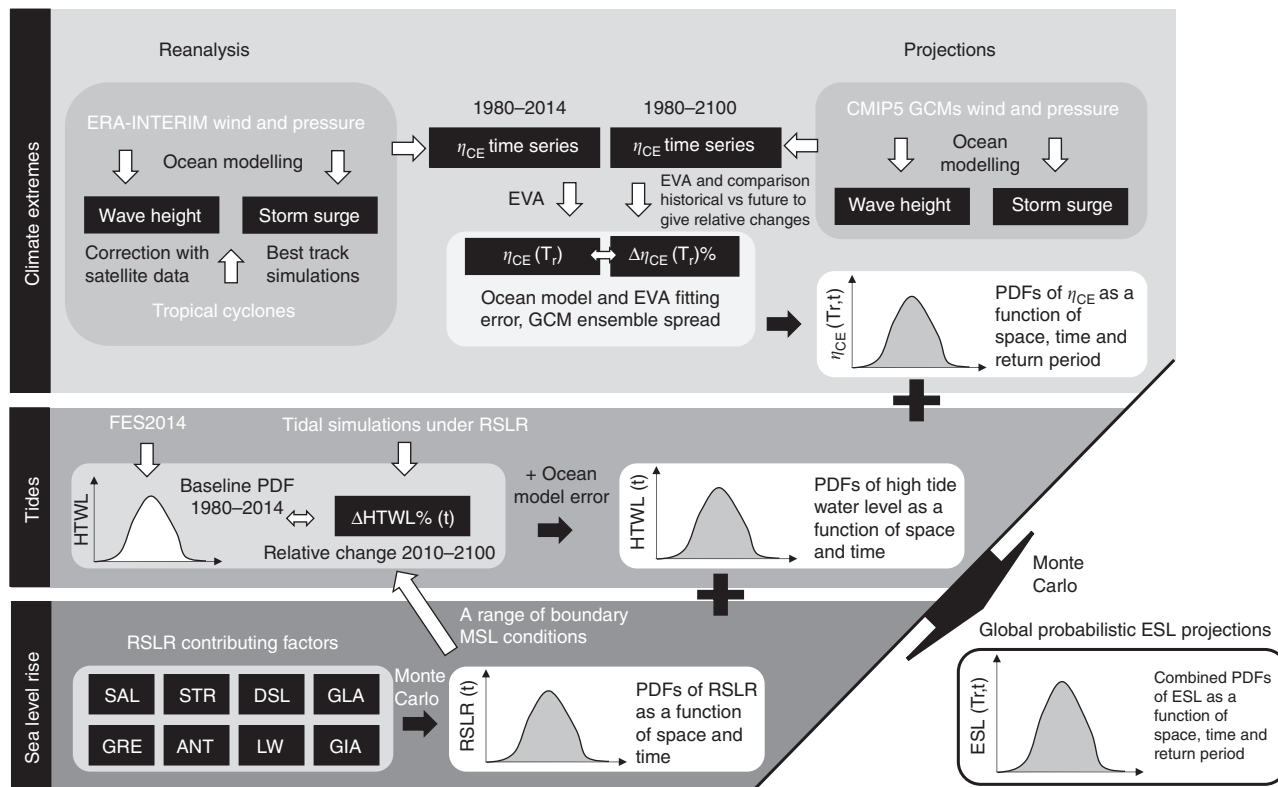 Climate extremes
Reanalysis
ERA-INTERIM wind and pressure
Ocean modelling
Wave height
Storm surge
Correction with
satellite data
Best track
simulations
Tropical cyclones
1980–2014
η_CE time series
1980–2100
η_CE time series
EVA
EVA and comparison
historical vs future to
give relative changes
η_CE (T_r)
Δη_CE (T_r)%
Ocean model and EVA fitting
error, GCM ensemble spread
Projections
CMIP5 GCMs wind and pressure
Ocean
modelling
Wave height
Storm surge
η_CE (Tr,t)
PDFs of η_CE as a
function of
space, time and
return period
Tides
FES2014
Tidal simulations under RSLR
HTWL
Baseline PDF
1980–2014
ΔHTWL% (t)
Relative change 2010–2100
+ Ocean
model error
HTWL (t)
PDFs of high tide
water level as a
function of space
and time
Sea level rise
A range of boundary
MSL conditions
RSLR contributing factors
SAL
STR
DSL
GLA
GRE
ANT
LW
GIA
Monte
Carlo
RSLR (t)
PDFs of RSLR
as a function
of space and
time
Monte
Carlo
Global probabilistic ESL projections
ESL (Tr,t)
Combined PDFs
of ESL as a
function of
space, time and
return period